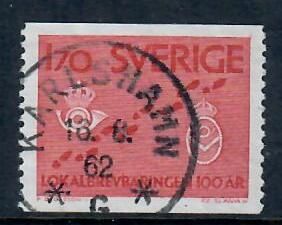 170 SVERIGE
KARLSHAMN
18. 6.
62
LOKALBREVBÄRINGEN 100 ÅR
* G *